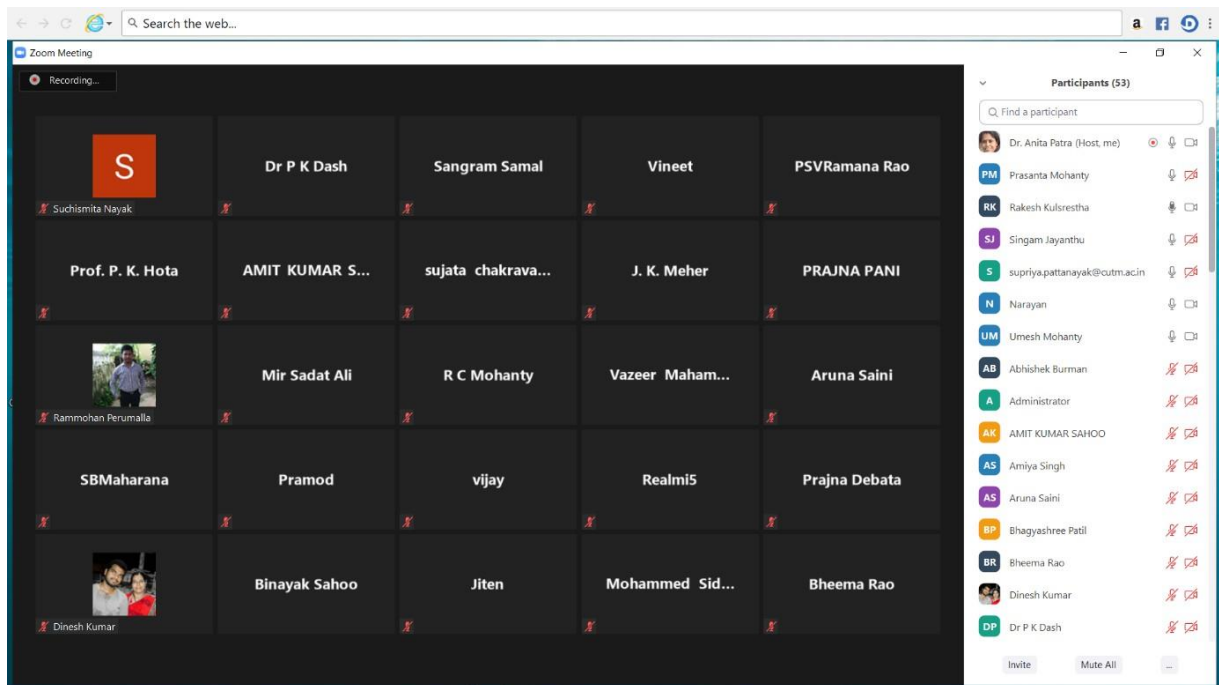 Search the web...
Zoom Meeting
Recording...
S
Suchismita Nayak
Dr P K Dash
Sangram Samal
Vineet
PSVRamana Rao
Prof. P. K. Hota
AMIT KUMAR S...
sujata chakrava...
J. K. Meher
PRAJNA PANI
Rammohan Perumalla
Mir Sadat Ali
R C Mohanty
Vazeer Maham...
Aruna Saini
SBMaharana
Pramod
vijay
Realmi5
Prajna Debata
Dinesh Kumar
Binayak Sahoo
Jiten
Mohammed Sid...
Bheema Rao
Participants (53)
Find a participant
Dr. Anita Patra (Host, me)
PM Prasanta Mohanty
RK Rakesh Kulsrestha
SJ Singam Jayanthu
S supriya.pattanayak@cutm.ac.in
N Narayan
UM Umesh Mohanty
AB Abhishek Burman
A Administrator
AK AMIT KUMAR SAHOO
AS Amiya Singh
AS Aruna Saini
BP Bhagyashree Patil
BR Bheema Rao
Dinesh Kumar
DP Dr P K Dash
Invite Mute All ...